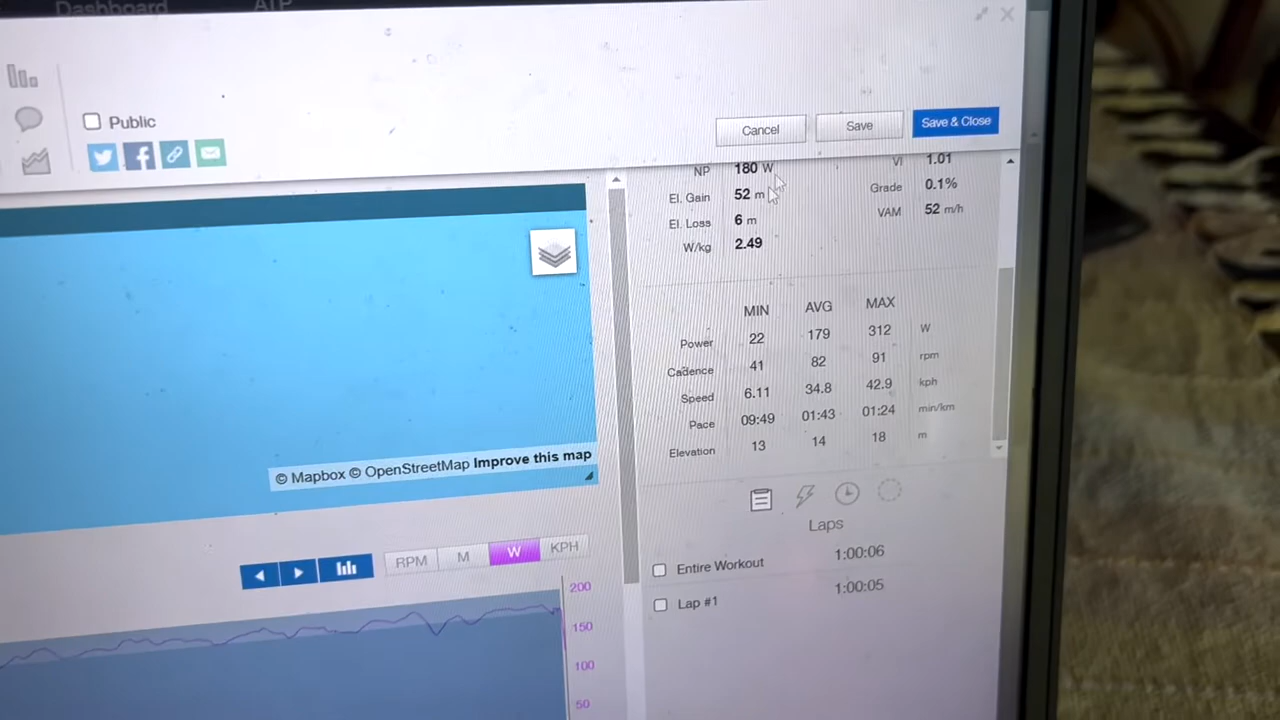 Dashboard ATP
Public
Cancel Save Save & Close
NP 180 W VI 1.01
El. Gain 52 m Grade 0.1%
El. Loss 6 m VAM 52 m/h
W/kg 2.49
MIN AVG MAX
Power 22 179 312 W
Cadence 41 82 91 rpm
Speed 6.11 34.8 42.9 kph
Pace 09:49 01:43 01:24 min/km
Elevation 13 14 18 m
© Mapbox © OpenStreetMap Improve this map
Laps
RPM M W KPH
Entire Workout 1:00:06
Lap #1 1:00:05
200
150
100
50